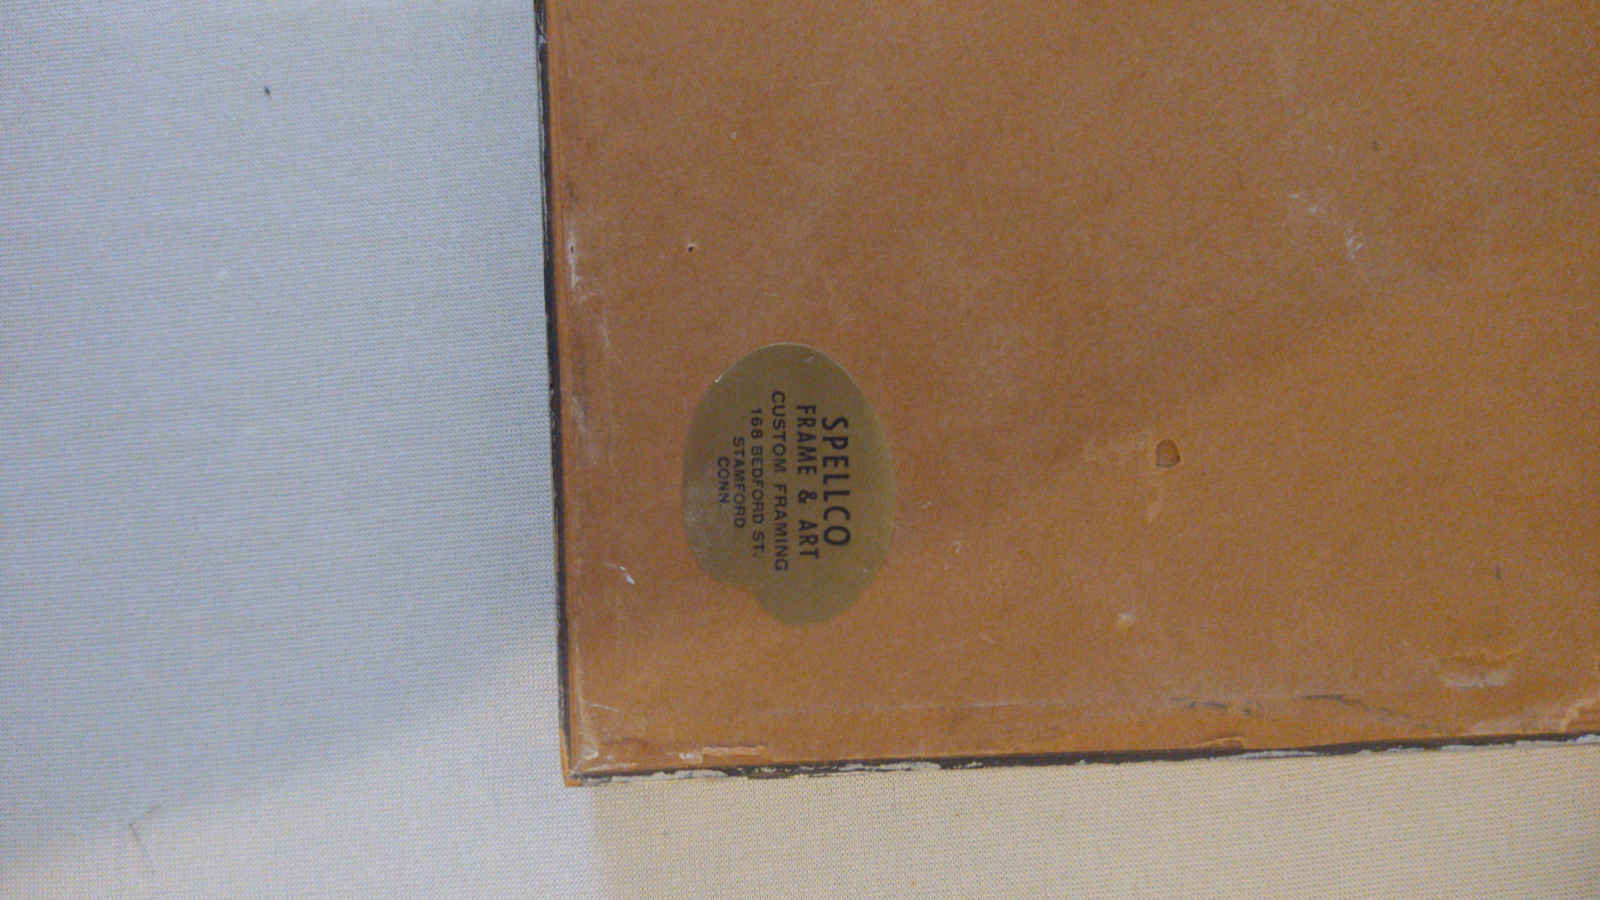 SPELLCO
FRAME & ART
CUSTOM FRAMING
168 BEDFORD ST.
STAMFORD
CONN.